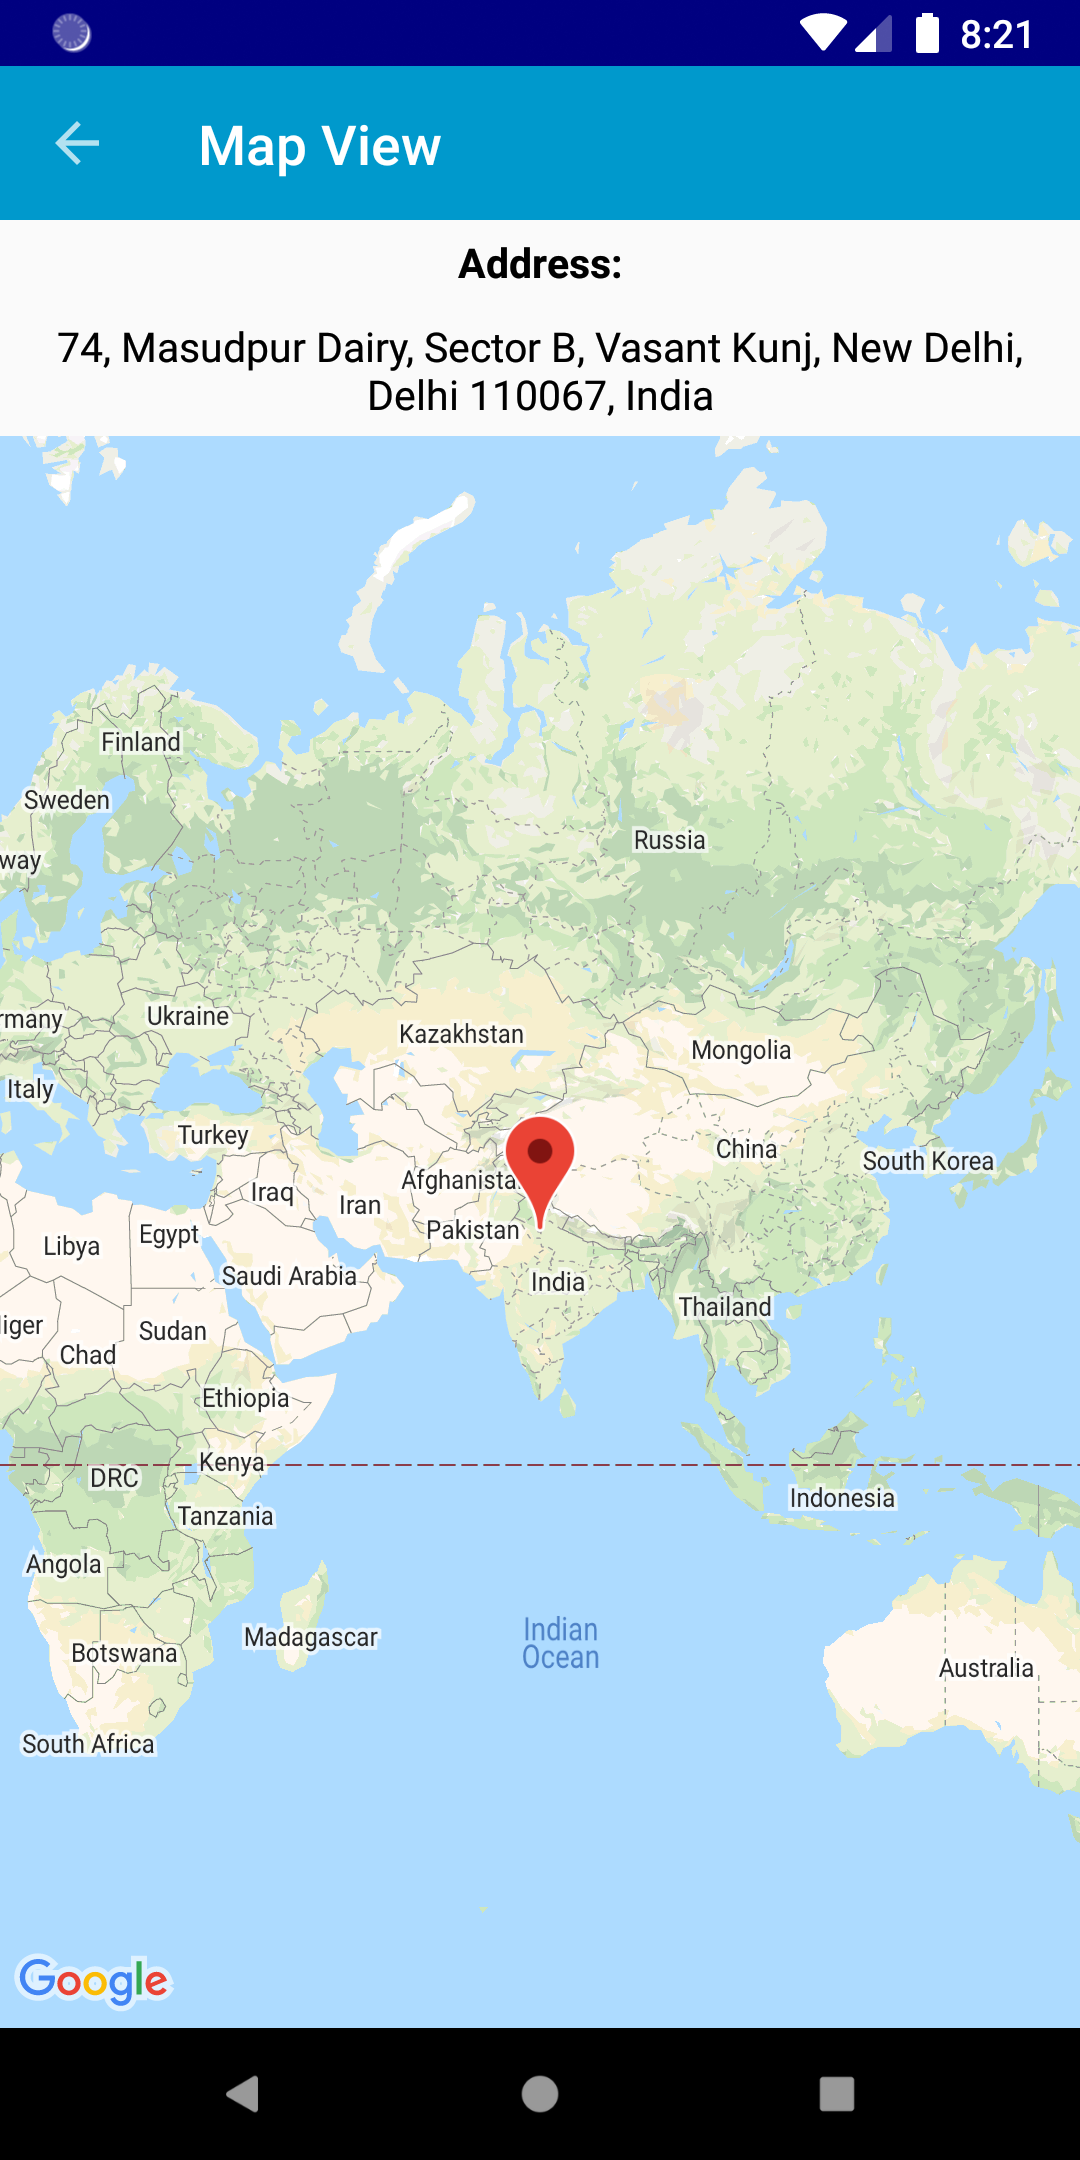 8:21
Map View
Address:
74, Masudpur Dairy, Sector B, Vasant Kunj, New Delhi,
Delhi 110067, India
Finland
Sweden
way
Russia
rmany
Ukraine
Kazakhstan
Mongolia
Italy
Turkey
China
South Korea
Afghanista
Iraq
Iran
Pakistan
Egypt
Libya
Saudi Arabia
India
Thailand
liger
Sudan
Chad
Ethiopia
Kenya
DRC
Indonesia
Tanzania
Angola
Madagascar
Indian
Ocean
Botswana
Australia
South Africa
Google